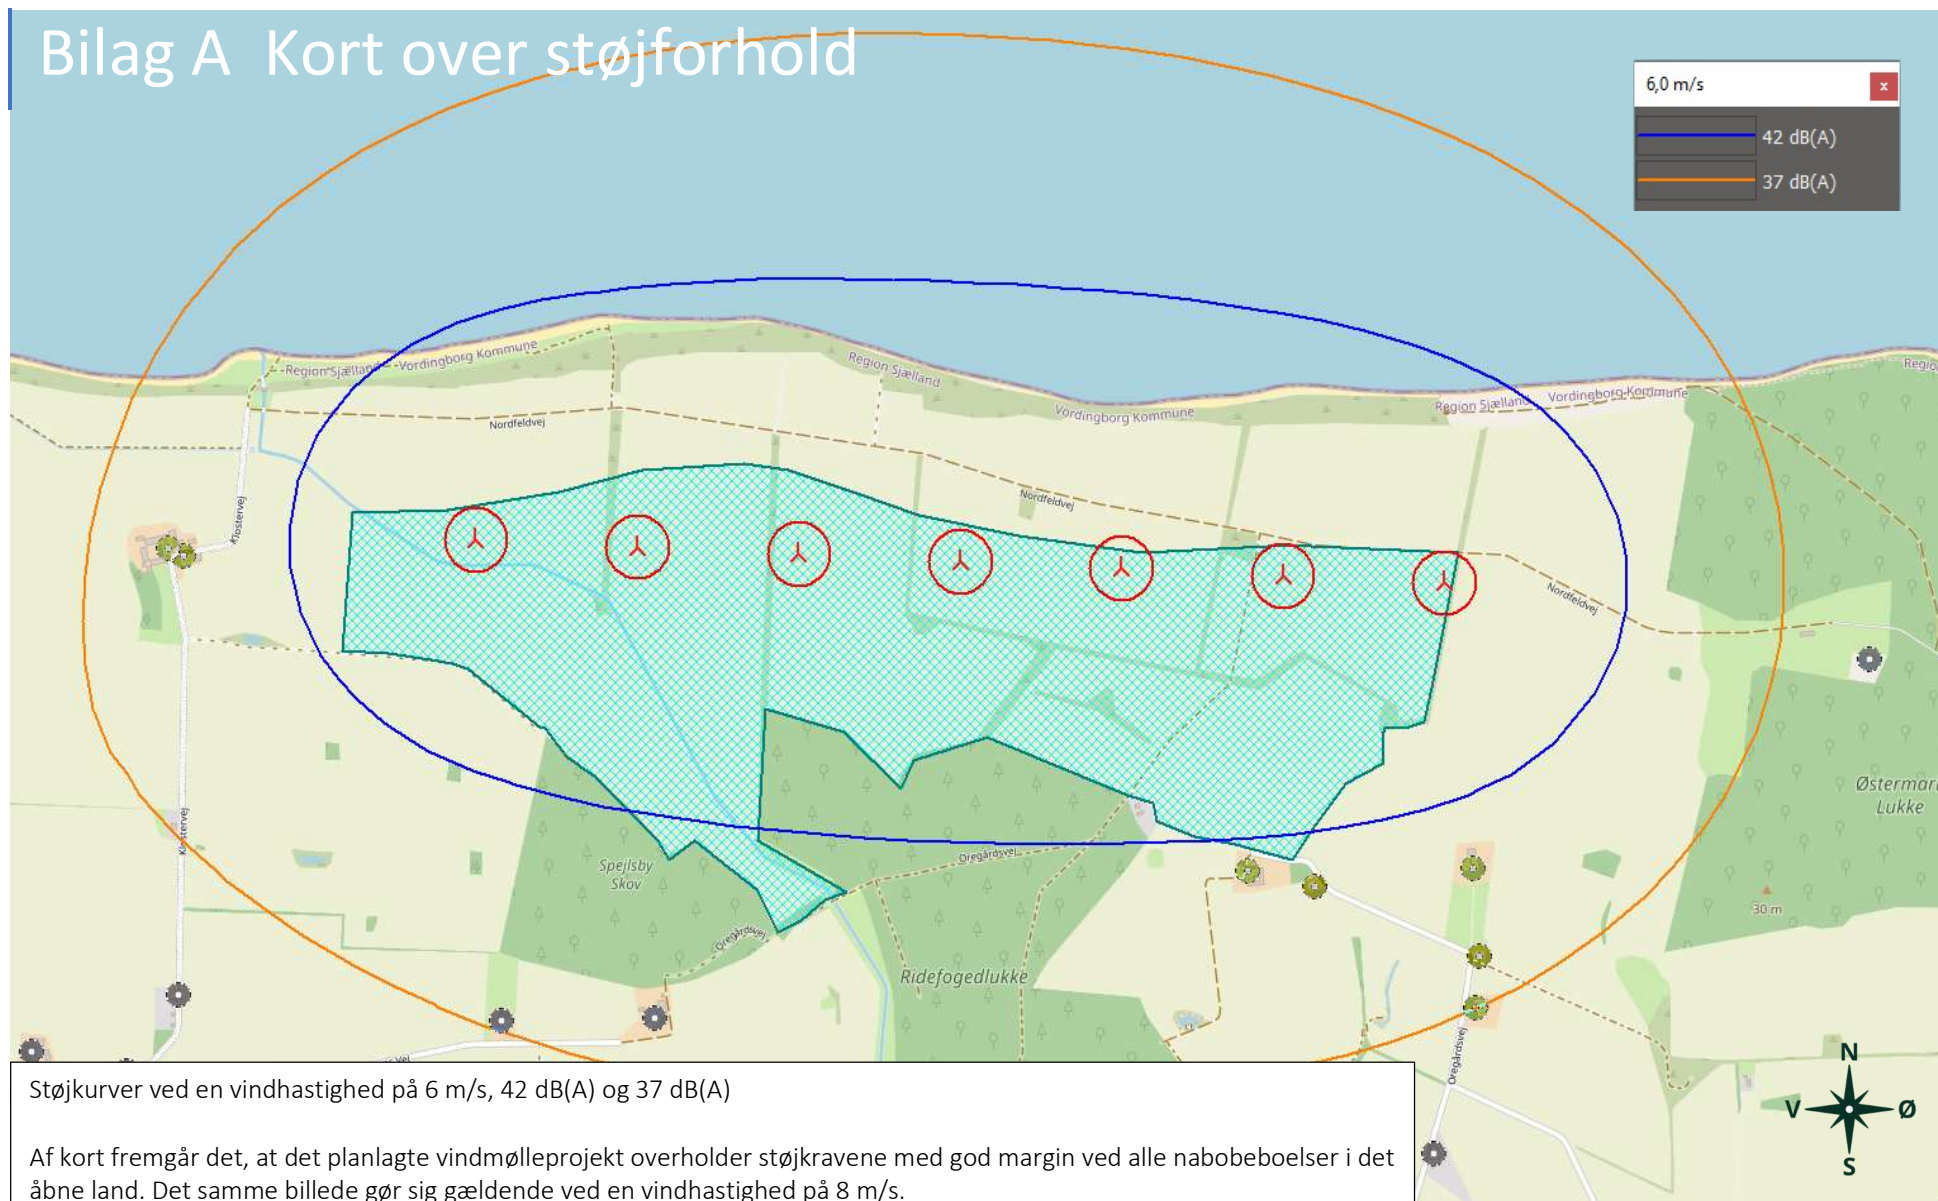 Bilag A Kort over støjforhold
6,0 m/s
x
42 dB(A)
37 dB(A)
Region Sjælland
Vordingborg Kommune
Region Sjælland
Vordingborg Kommune
Region Sjælland
Vordingborg Kommune
Regio
Nordfeldvej
Klostervej
Nordfeldvej
Nordfeldvej
Østermar
Lukke
Klostervej
Spejlsby
Skov
Oregårdsvej
30 m
Oregårdsvej
Ridefogedlukke
Oregårdsvej
Vej
N
V
Ø
S
Støjkurver ved en vindhastighed på 6 m/s, 42 dB(A) og 37 dB(A)
Af kort fremgår det, at det planlagte vindmølleprojekt overholder støjkravene med god margin ved alle nabobeboelser i det
åbne land. Det samme billede gør sig gældende ved en vindhastighed på 8 m/s.